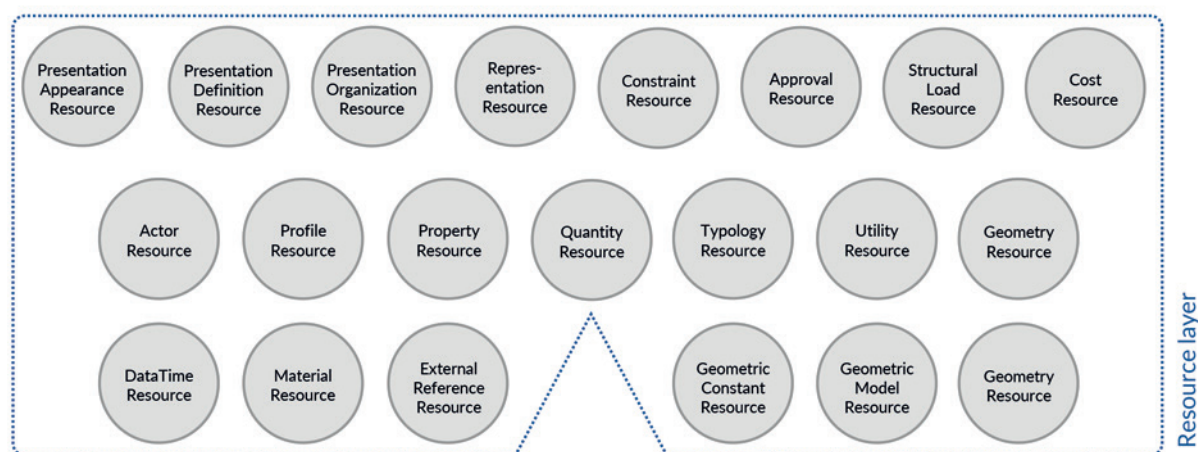 Presentation
Appearance
Resource
Presentation
Definition
Resource
Presentation
Organization
Resource
Repres-
entation
Resource
Constraint
Resource
Approval
Resource
Structural
Load
Resource
Cost
Resource
Actor
Resource
Profile
Resource
Property
Resource
Quantity
Resource
Typology
Resource
Utility
Resource
Geometry
Resource
DataTime
Resource
Material
Resource
External
Reference
Resource
Geometric
Constant
Resource
Geometric
Model
Resource
Geometry
Resource
Resource layer